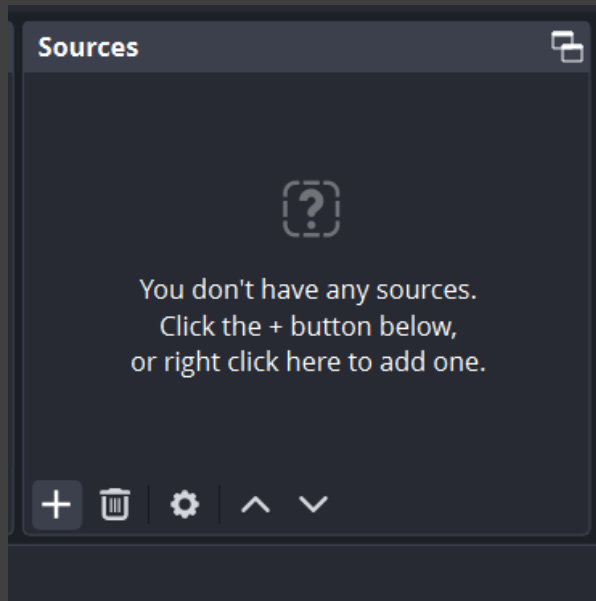 Sources
You don't have any sources.
Click the + button below,
or right click here to add one.